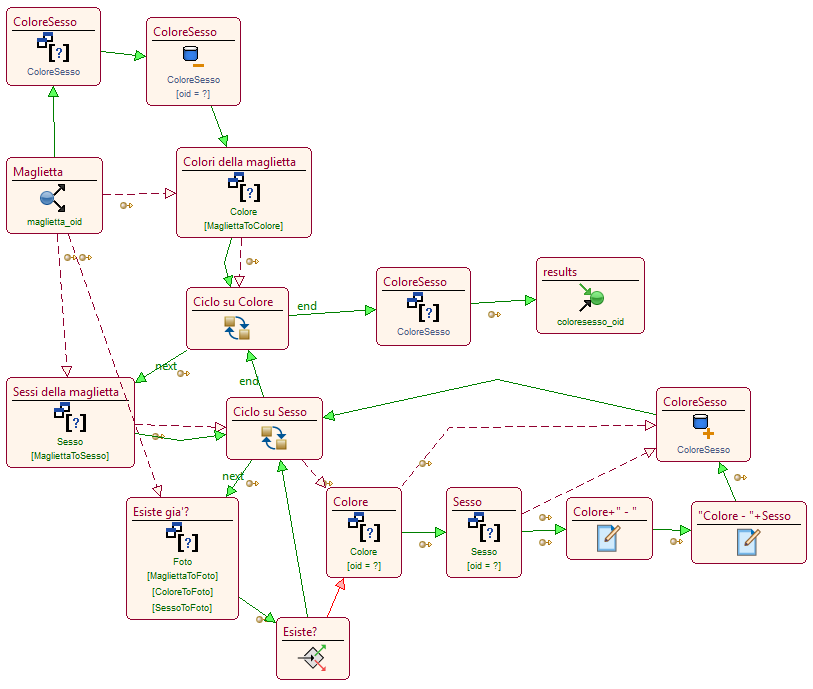 ColoreSesso
[?]
ColoreSesso
ColoreSesso
ColoreSesso
[oid = ?]
Maglietta
maglietta_oid
Colori della maglietta
[?]
Colore
[MagliettaToColore]
Ciclo su Colore
end
next
ColoreSesso
[?]
ColoreSesso
results
coloresesso_oid
Sessi della maglietta
[?]
Sesso
[MagliettaToSesso]
end
Ciclo su Sesso
next
ColoreSesso
ColoreSesso
Esiste gia'?
[?]
Foto
[MagliettaToFoto]
[ColoreToFoto]
[SessoToFoto]
Colore
[?]
Colore
[oid = ?]
Sesso
[?]
Sesso
[oid = ?]
Colore+" - "
"Colore - "+Sesso
Esiste?